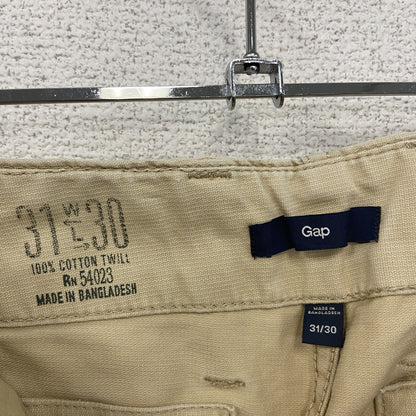 31 W/L 30
100% COTTON TWILL
RN 54023
MADE IN BANGLADESH
Gap
MADE IN
BANGLADESH
31/30